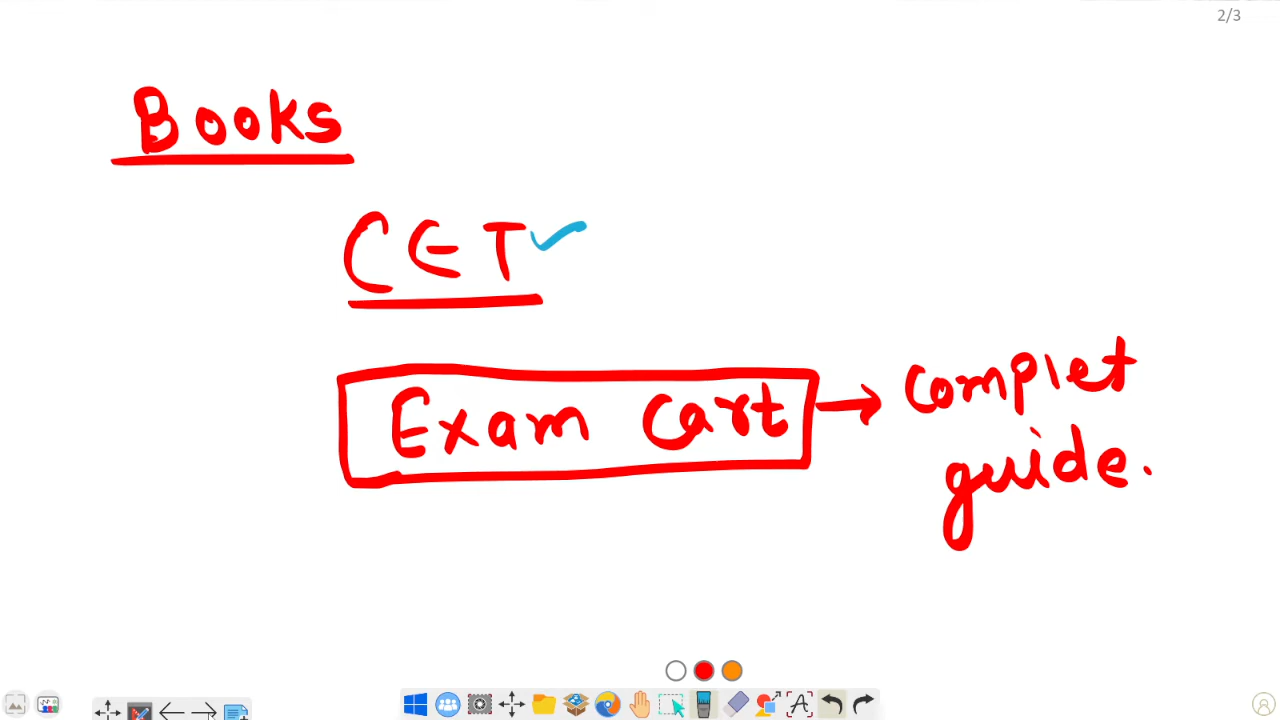 2/3
Books
CET
Exam Cart → complet
guide.